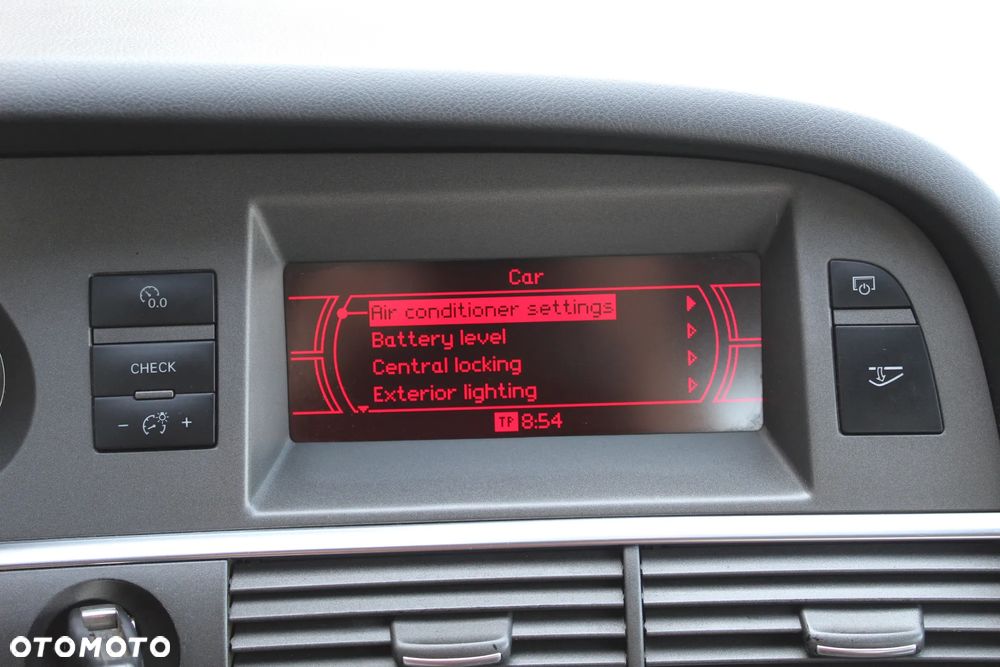 Car
Air conditioner settings
Battery level
Central locking
Exterior lighting
TP 8:54
0.0
CHECK
- +
OTOMOTO